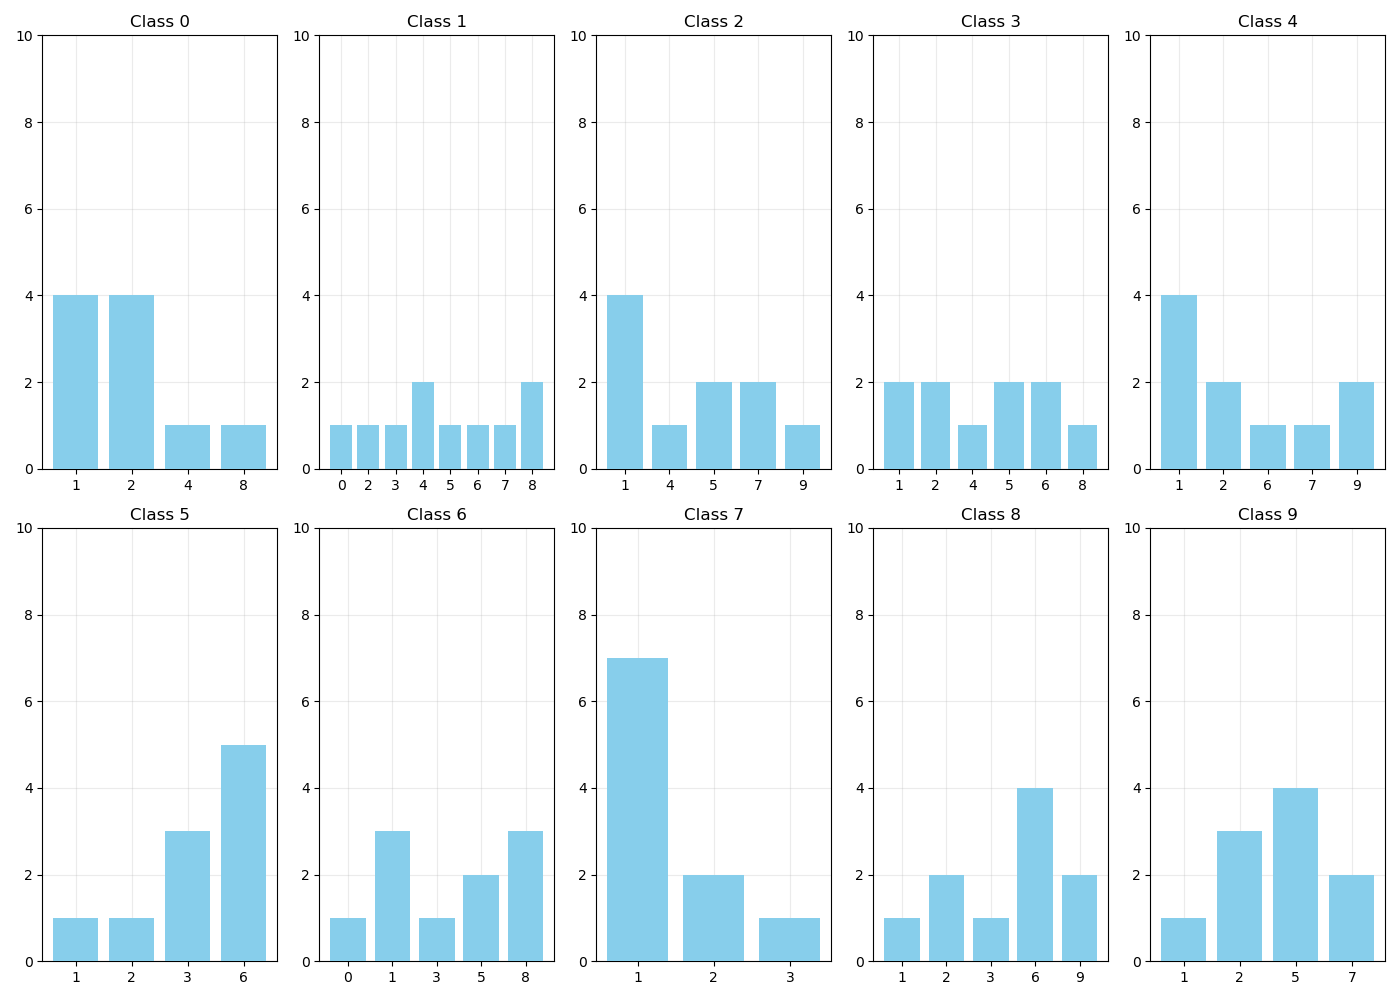 Class 0 Class 1 Class 2 Class 3 Class 4
10 10 10 10 10
8 8 8 8 8
6 6 6 6 6
4 4 4 4 4
2 2 2 2 2
0 0 0 0 0
1 2 4 8 0 2 3 4 5 6 7 8 1 4 5 7 9 1 2 4 5 6 8 1 2 6 7 9
Class 5 Class 6 Class 7 Class 8 Class 9
10 10 10 10 10
8 8 8 8 8
6 6 6 6 6
4 4 4 4 4
2 2 2 2 2
0 0 0 0 0
1 2 3 6 0 1 3 5 8 1 2 3 1 2 3 6 9 1 2 5 7